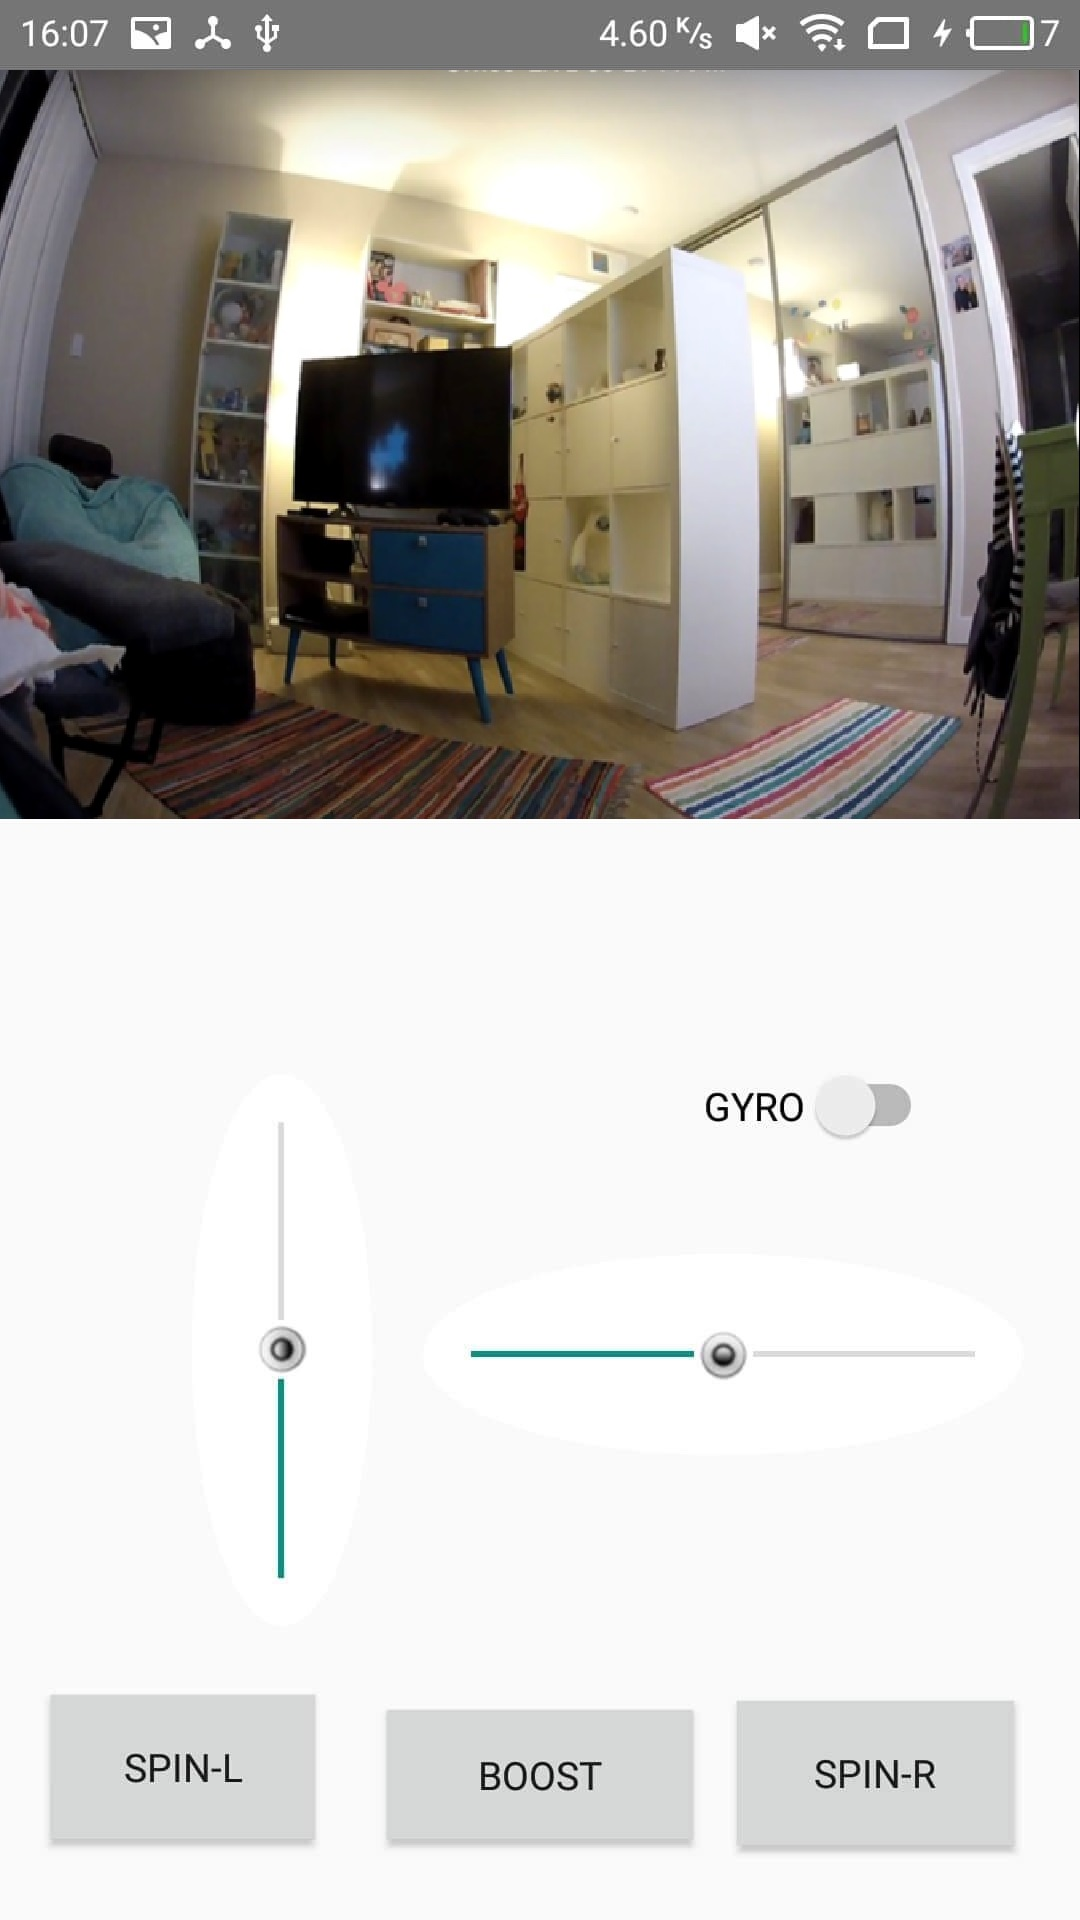 16:07 4.60 K/s 7
GYRO
SPIN-L
BOOST
SPIN-R